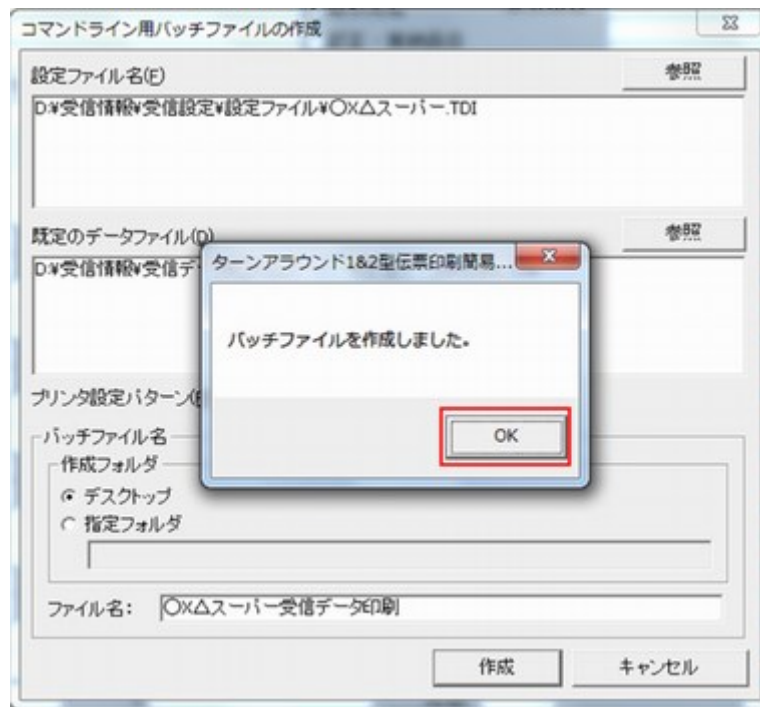 コマンドライン用バッチファイルの作成
設定ファイル名(F)
参照
D:¥受信情報¥受信設定¥設定ファイル¥〇X△スーパー.TDI
既定のデータファイル(D)
参照
D:¥受信情報¥受信デ
ターンアラウンド1&2型伝票印刷簡易...
バッチファイルを作成しました。
OK
プリンタ設定パターン(
バッチファイル名
作成フォルダ
デスクトップ
指定フォルダ
ファイル名: 〇X△スーパー受信データ印刷
作成
キャンセル